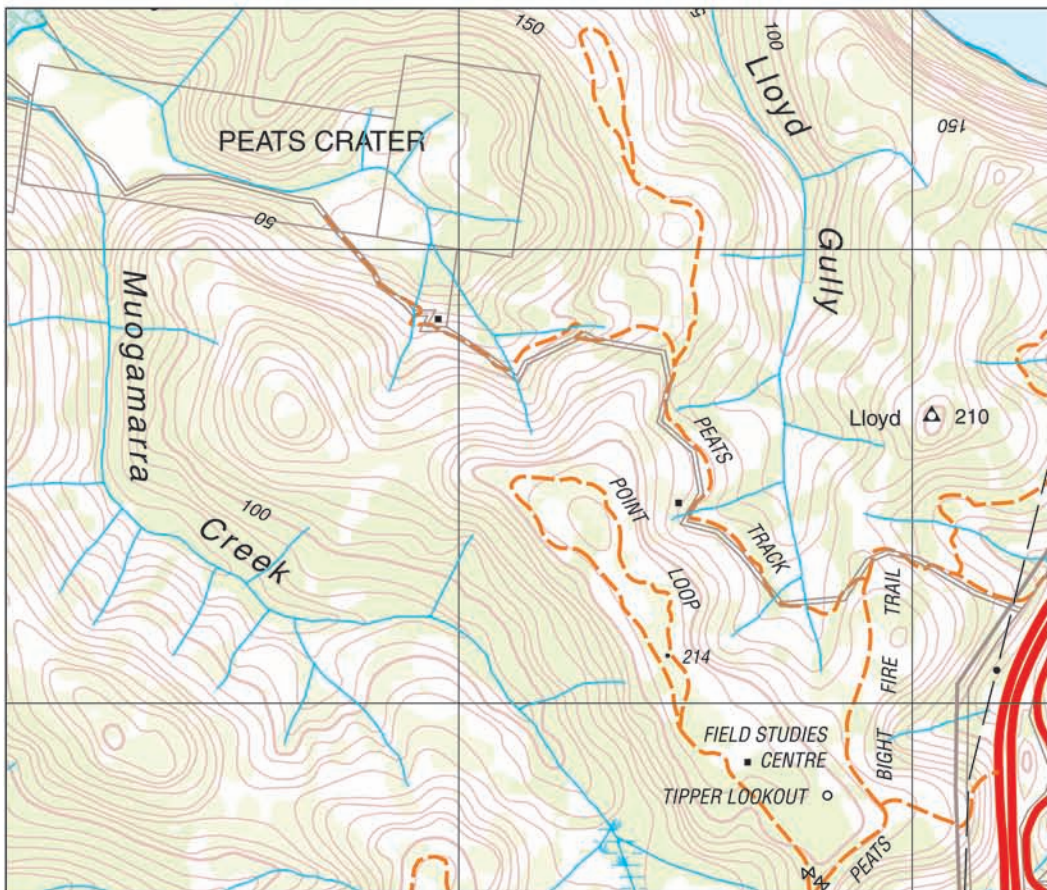 150
100
Lloyd
150
PEATS CRATER
50
Gully
Muogamarra
Lloyd 210
PEATS
POINT
100
TRACK
Creek
LOOP
TRAIL
214
FIRE
FIELD STUDIES
CENTRE
BIGHT
TIPPER LOOKOUT
PEATS